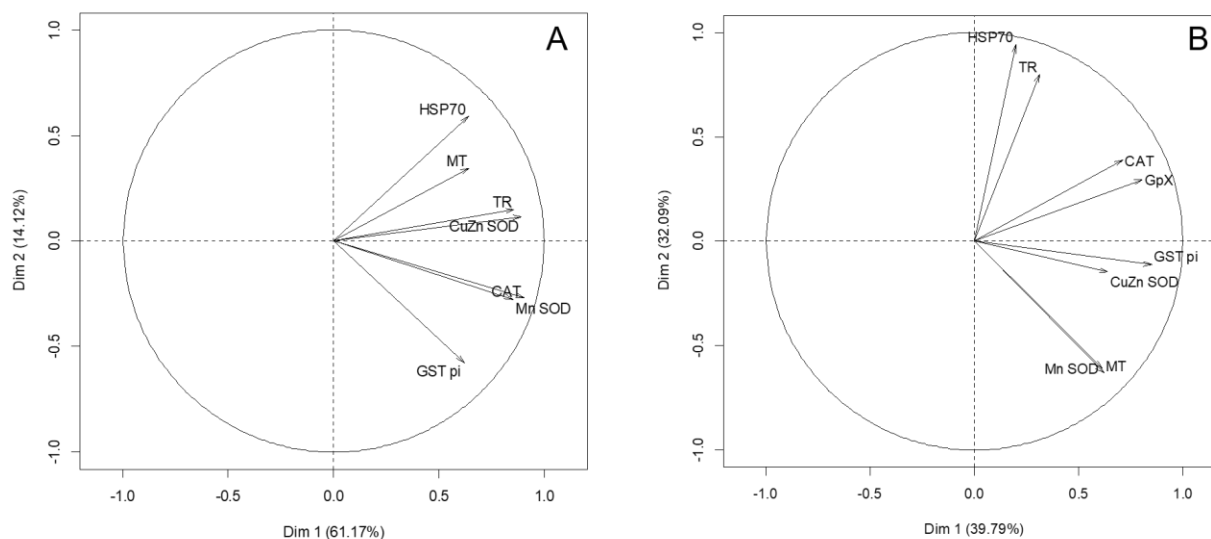 A
1.0
0.5
0.0
-0.5
-1.0
Dim 2 (14.12%)
HSP70
MT
TR
CuZn SOD
CAT
Mn SOD
GST pi
-1.0 -0.5 0.0 0.5 1.0
Dim 1 (61.17%)
B
1.0
0.5
0.0
-0.5
-1.0
Dim 2 (32.09%)
HSP70
TR
CAT
GpX
GST pi
CuZn SOD
Mn SOD MT
-1.0 -0.5 0.0 0.5 1.0
Dim 1 (39.79%)